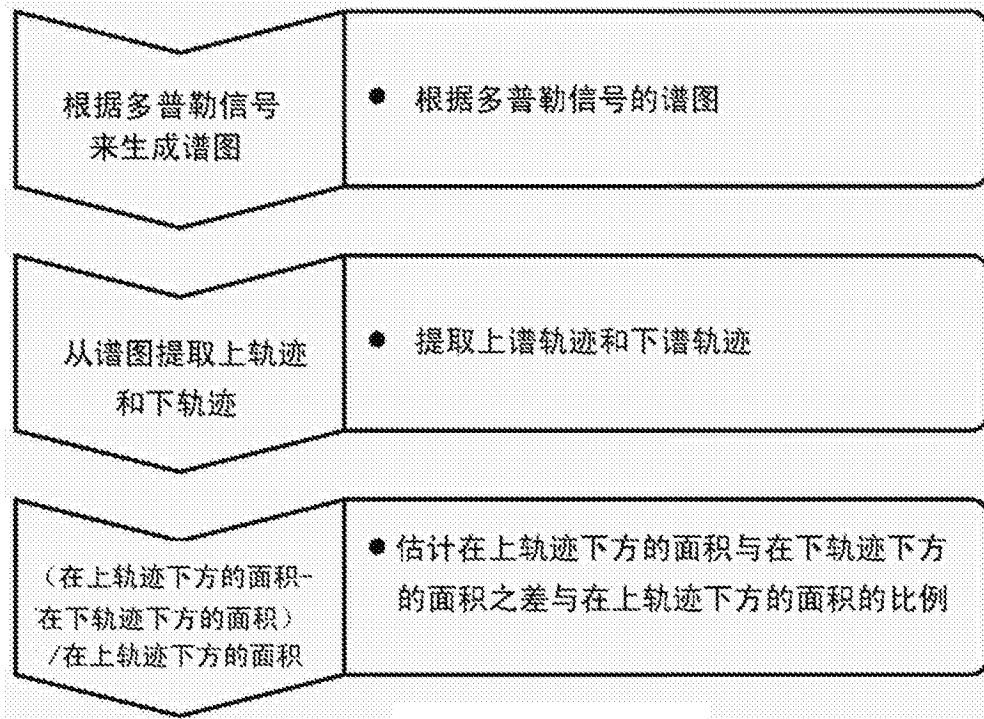 根据多普勒信号
来生成谱图
● 根据多普勒信号的谱图
从谱图提取上轨迹
和下轨迹
● 提取上谱轨迹和下谱轨迹
（在上轨迹下方的面积-
在下轨迹下方的面积）
/在上轨迹下方的面积
● 估计在上轨迹下方的面积与在下轨迹下方
的面积之差与在上轨迹下方的面积的比例